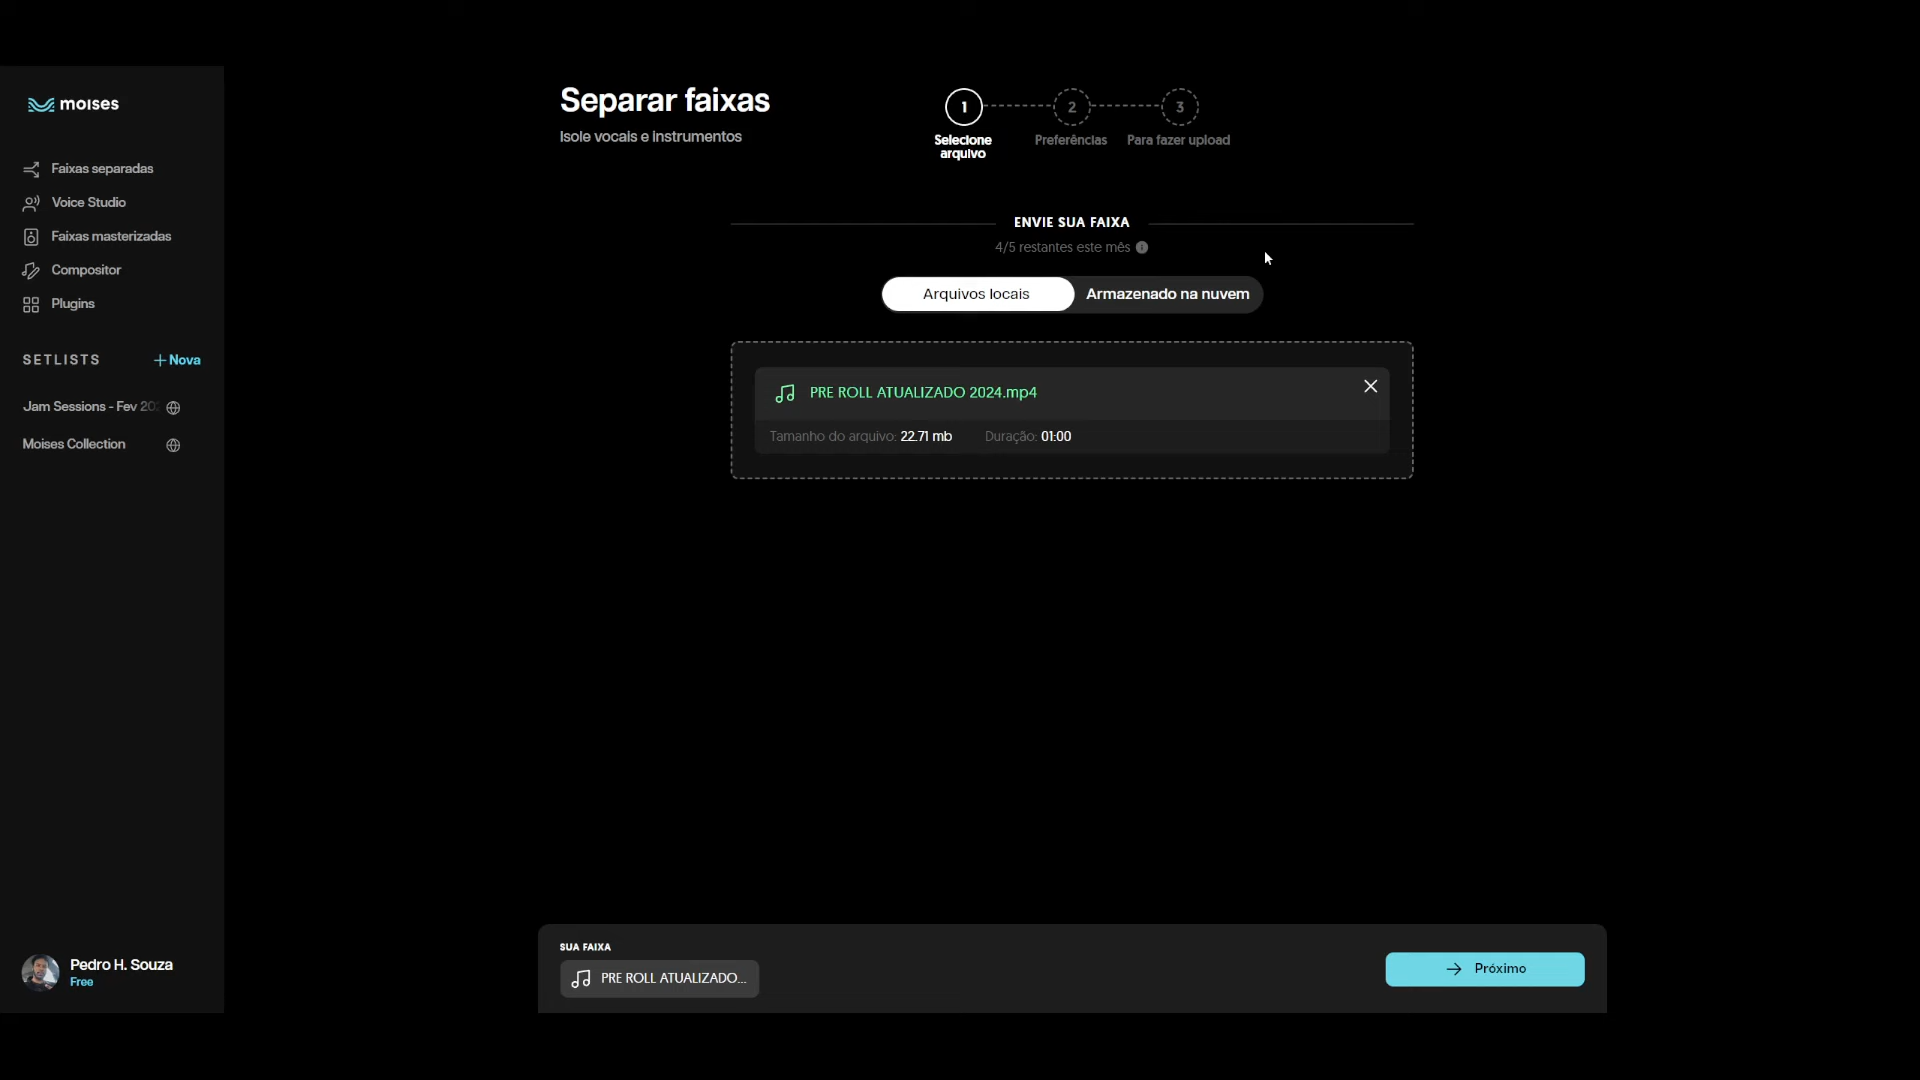 moises
Faixas separadas
Voice Studio
Faixas masterizadas
Compositor
Plugins
SETLISTS
+ Nova
Jam Sessions - Fev
Moises Collection
Pedro H. Souza
Free
Separar faixas
Isole vocais e instrumentos
1
2
3
Selecione
arquivo
Preferências
Para fazer upload
ENVIE SUA FAIXA
4/5 restantes este mês
Arquivos locais
Armazenado na nuvem
PRE ROLL ATUALIZADO 2024.mp4
Tamanho do arquivo: 22.71 mb
Duração: 01:00
SUA FAIXA
PRE ROLL ATUALIZADO...
Próximo